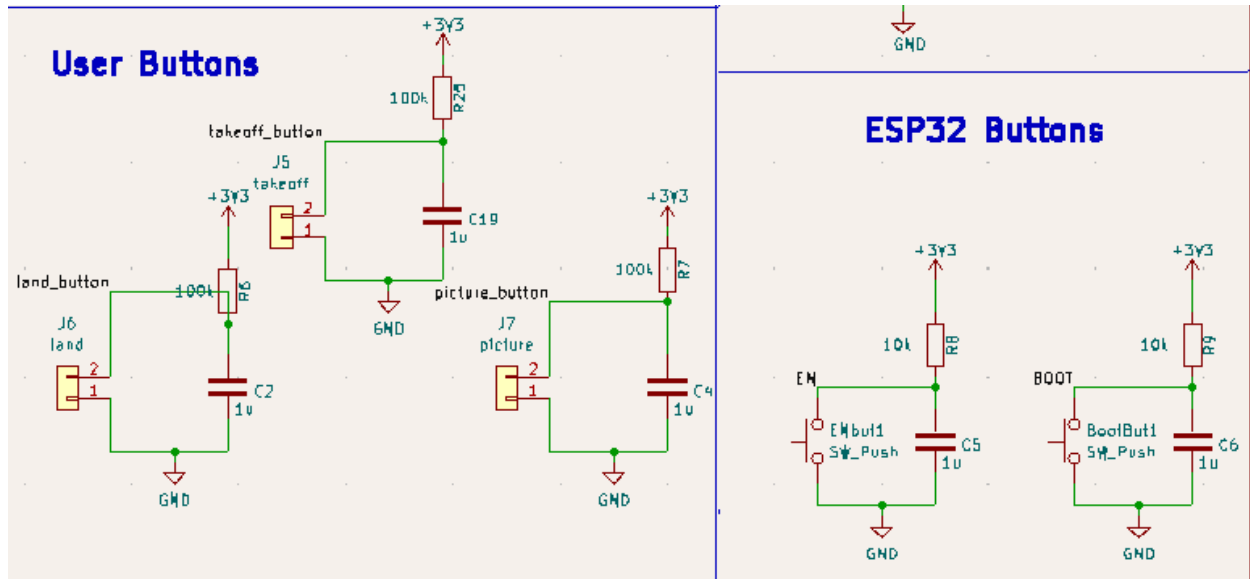 User Buttons
+3V3
100k
R25
takeoff_button
J5
takeoff
2
1
C19
1u
GND
+3V3
land_button
100k
R6
J6
land
2
1
C2
1u
GND
+3V3
100k
R7
picture_button
J7
picture
2
1
C4
1u
GND
GND
ESP32 Buttons
+3V3
10k
R8
EN
ENbut1
SW_Push
C5
1u
GND
+3V3
10k
R9
BOOT
BootBut1
SW_Push
C6
1u
GND